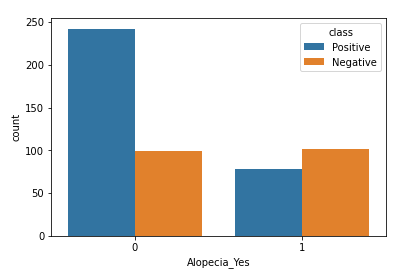 250
200
150
100
50
0
count
class
Positive
Negative
0
1
Alopecia_Yes